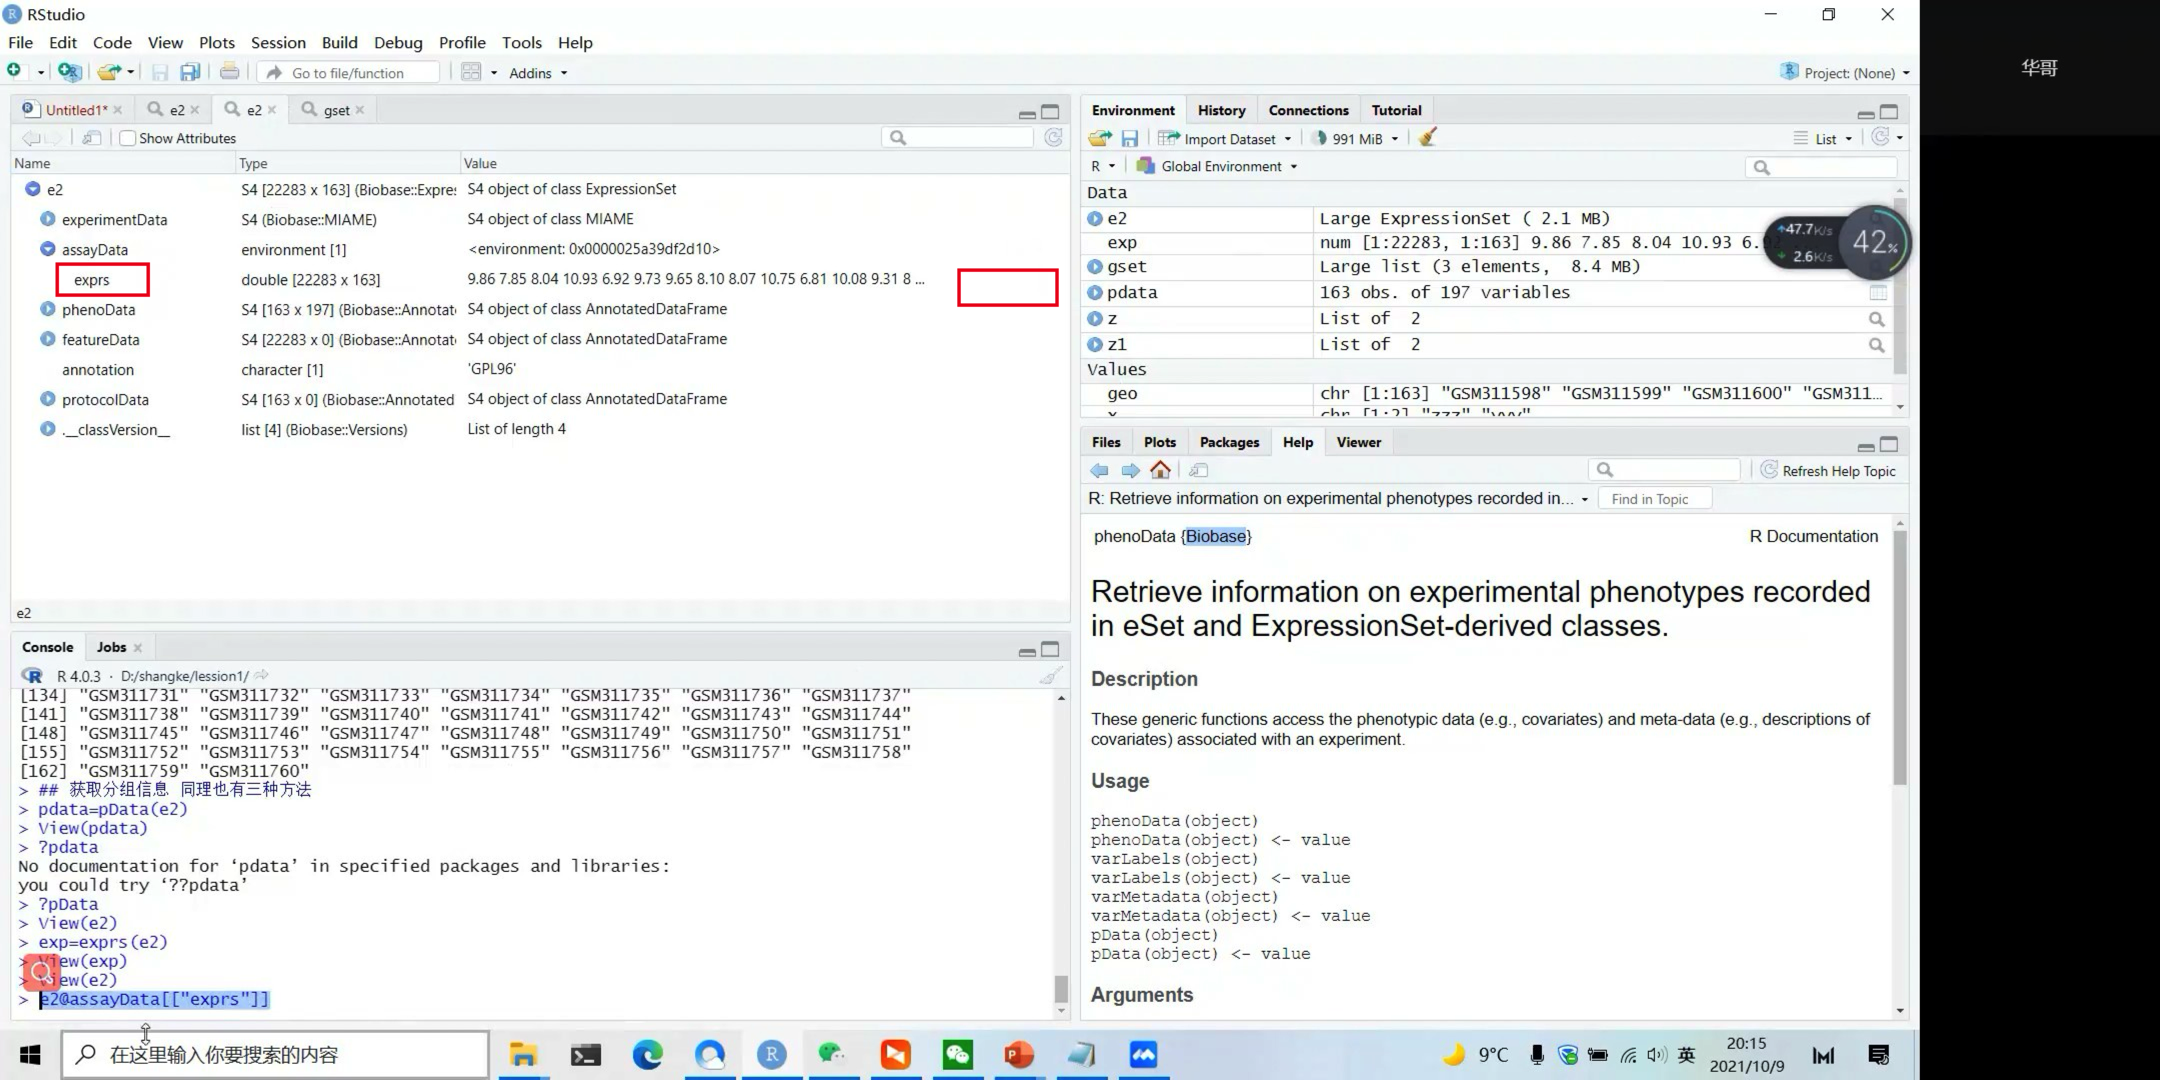 RStudio
File Edit Code View Plots Session Build Debug Profile Tools Help
Go to file/function Addins Project: (None)
Untitled1* e2 e2 gset
Show Attributes
Name Type Value
e2 S4 [22283 x 163] (Biobase::Expres S4 object of class ExpressionSet
experimentData S4 (Biobase::MIAME) S4 object of class MIAME
assayData environment [1] <environment: 0x0000025a39df2d10>
exprs double [22283 x 163] 9.86 7.85 8.04 10.93 6.92 9.73 9.65 8.10 8.07 10.75 6.81 10.08 9.31 8 ...
phenoData S4 [163 x 197] (Biobase::Annotate S4 object of class AnnotatedDataFrame
featureData S4 [22283 x 0] (Biobase::Annotate S4 object of class AnnotatedDataFrame
annotation character [1] 'GPL96'
protocolData S4 [163 x 0] (Biobase::Annotated S4 object of class AnnotatedDataFrame
.__classVersion__ list [4] (Biobase::Versions) List of length 4
e2
Console Jobs
R 4.0.3 · D:/shangke/lession1/
[134] "GSM311731" "GSM311732" "GSM311733" "GSM311734" "GSM311735" "GSM311736" "GSM311737"
[141] "GSM311738" "GSM311739" "GSM311740" "GSM311741" "GSM311742" "GSM311743" "GSM311744"
[148] "GSM311745" "GSM311746" "GSM311747" "GSM311748" "GSM311749" "GSM311750" "GSM311751"
[155] "GSM311752" "GSM311753" "GSM311754" "GSM311755" "GSM311756" "GSM311757" "GSM311758"
[162] "GSM311759" "GSM311760"
> ## 获取分组信息 同理也有三种方法
> pdata=pData(e2)
> View(pdata)
> ?pdata
No documentation for ‘pdata’ in specified packages and libraries:
you could try ‘??pdata’
> ?pData
> View(e2)
> exp=exprs(e2)
> View(exp)
> View(e2)
> e2@assayData[["exprs"]]
Environment History Connections Tutorial
Import Dataset 991 MiB List
R Global Environment
Data
e2 Large ExpressionSet ( 2.1 MB)
exp num [1:22283, 1:163] 9.86 7.85 8.04 10.93 6.9
gset Large list (3 elements, 8.4 MB)
pdata 163 obs. of 197 variables
z List of 2
z1 List of 2
Values
geo chr [1:163] "GSM311598" "GSM311599" "GSM311600" "GSM311...
x chr [1:2] "zzz" "yyy"
47.7K/s
2.6K/s
42%
Files Plots Packages Help Viewer
Refresh Help Topic
R: Retrieve information on experimental phenotypes recorded in... Find in Topic
phenoData {Biobase} R Documentation
Retrieve information on experimental phenotypes recorded
in eSet and ExpressionSet-derived classes.
Description
These generic functions access the phenotypic data (e.g., covariates) and meta-data (e.g., descriptions of
covariates) associated with an experiment.
Usage
phenoData(object)
phenoData(object) <- value
varLabels(object)
varLabels(object) <- value
varMetadata(object)
varMetadata(object) <- value
pData(object)
pData(object) <- value
Arguments
华哥
在这里输入你要搜索的内容
9°C 英 20:15
2021/10/9